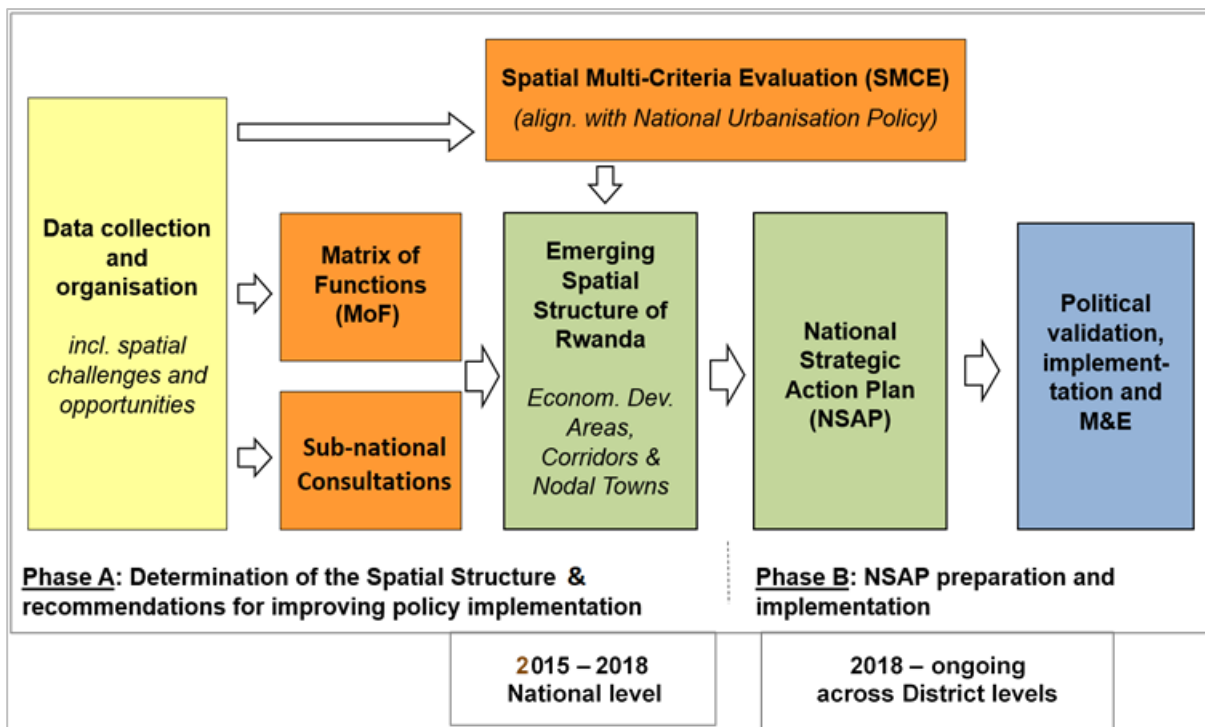 Spatial Multi-Criteria Evaluation (SMCE)
(align. with National Urbanisation Policy)
Data collection
and
organisation
incl. spatial
challenges and
opportunities
Matrix of
Functions
(MoF)
Sub-national
Consultations
Emerging
Spatial
Structure of
Rwanda
Econom. Dev.
Areas,
Corridors &
Nodal Towns
National
Strategic
Action Plan
(NSAP)
Political
validation,
implement-
tation and
M&E
Phase A: Determination of the Spatial Structure &
recommendations for improving policy implementation
Phase B: NSAP preparation and
implementation
2015 – 2018
National level
2018 – ongoing
across District levels